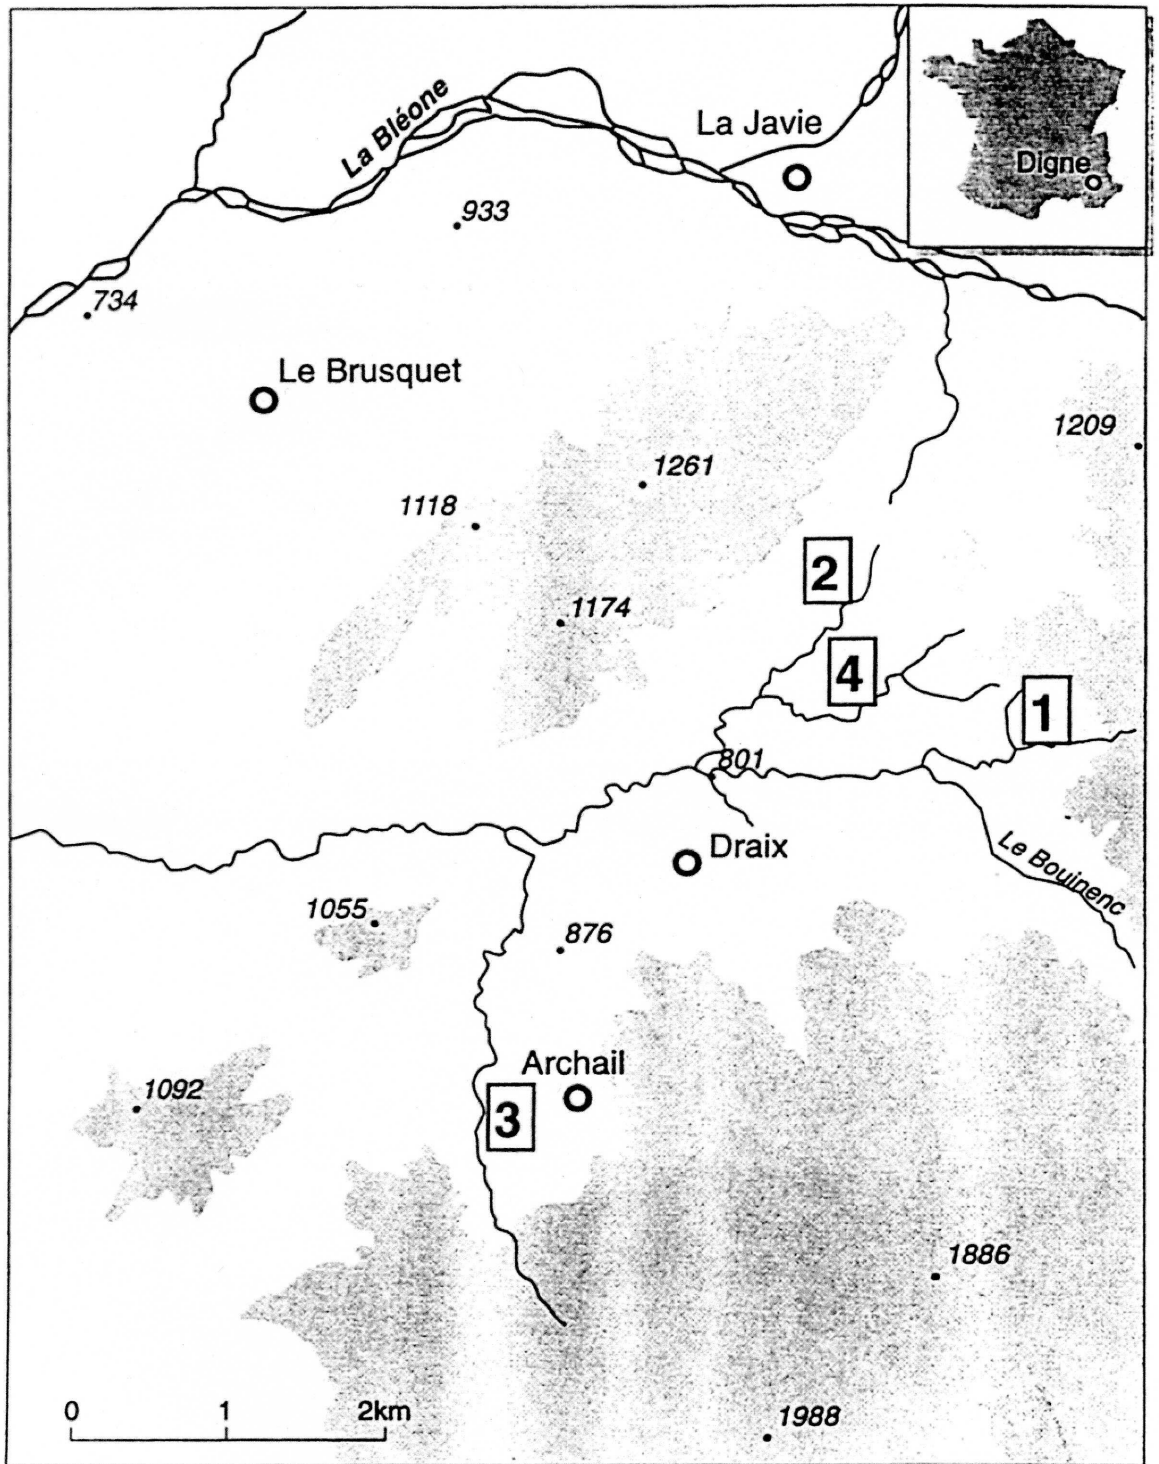 La Bléone
La Javie
Digne
933
734
Le Brusquet
1209
1261
1118
2
1174
4
1
801
Draix
Le Bouinenc
1055
876
Archail
1092
3
1886
0 1 2km
1988